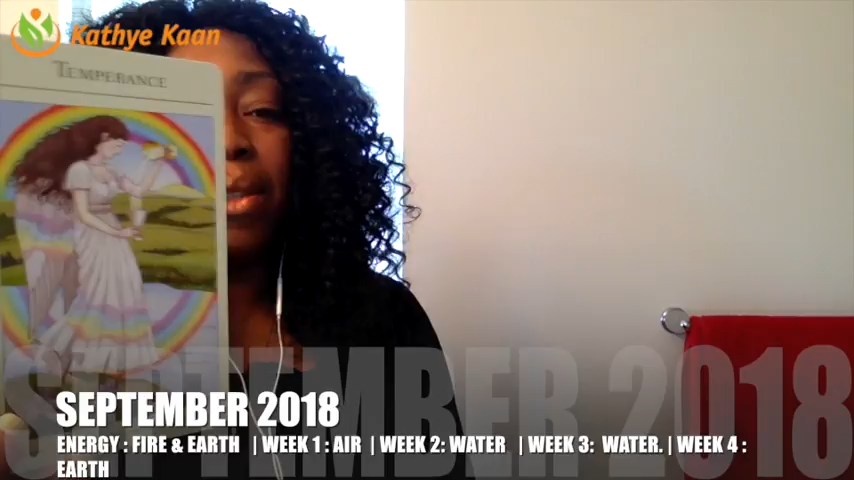 Kathye Kaan
TEMPERANCE
SEPTEMBER 2018
SEPTEMBER 2018
ENERGY : FIRE & EARTH | WEEK 1 : AIR | WEEK 2: WATER | WEEK 3: WATER. | WEEK 4 :
EARTH